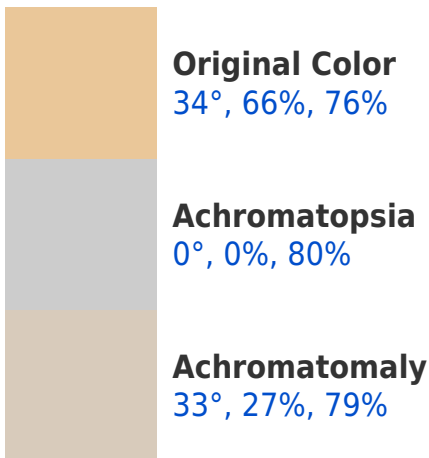 Original Color
34°, 66%, 76%
Achromatopsia
0°, 0%, 80%
Achromatomaly
33°, 27%, 79%